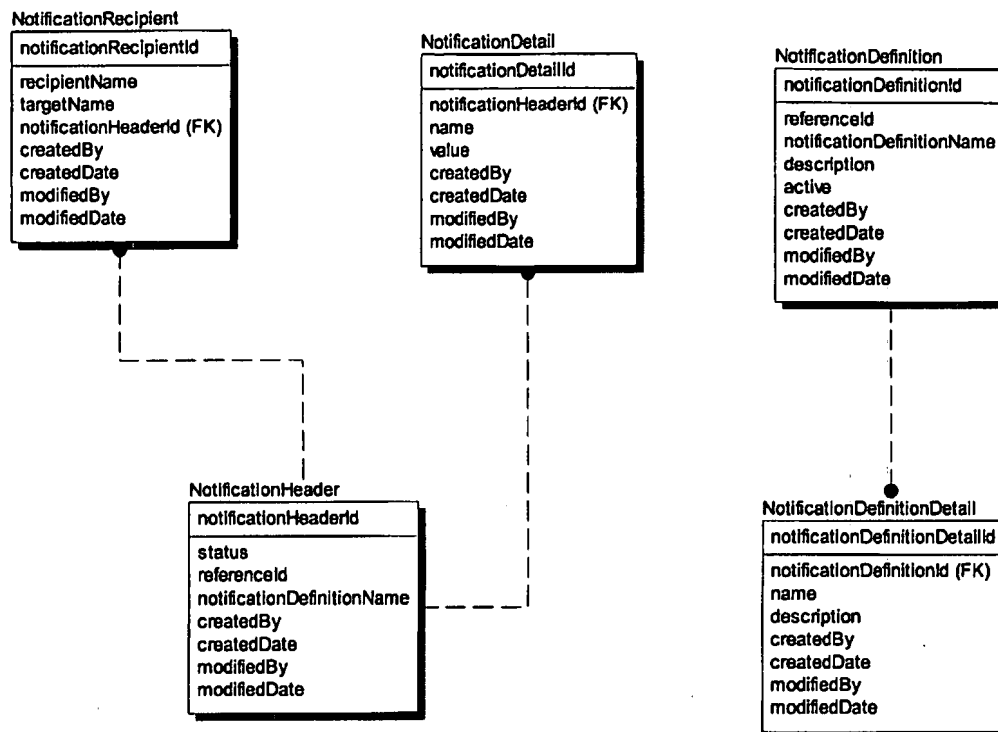 NotificationRecipient
notificationRecipientId
recipientName
targetName
notificationHeaderId (FK)
createdBy
createdDate
modifiedBy
modifiedDate
NotificationDetail
notificationDetailId
notificationHeaderId (FK)
name
value
createdBy
createdDate
modifiedBy
modifiedDate
NotificationDefinition
notificationDefinitionId
referenceId
notificationDefinitionName
description
active
createdBy
createdDate
modifiedBy
modifiedDate
NotificationHeader
notificationHeaderId
status
referenceId
notificationDefinitionName
createdBy
createdDate
modifiedBy
modifiedDate
NotificationDefinitionDetail
notificationDefinitionDetailId
notificationDefinitionId (FK)
name
description
createdBy
createdDate
modifiedBy
modifiedDate